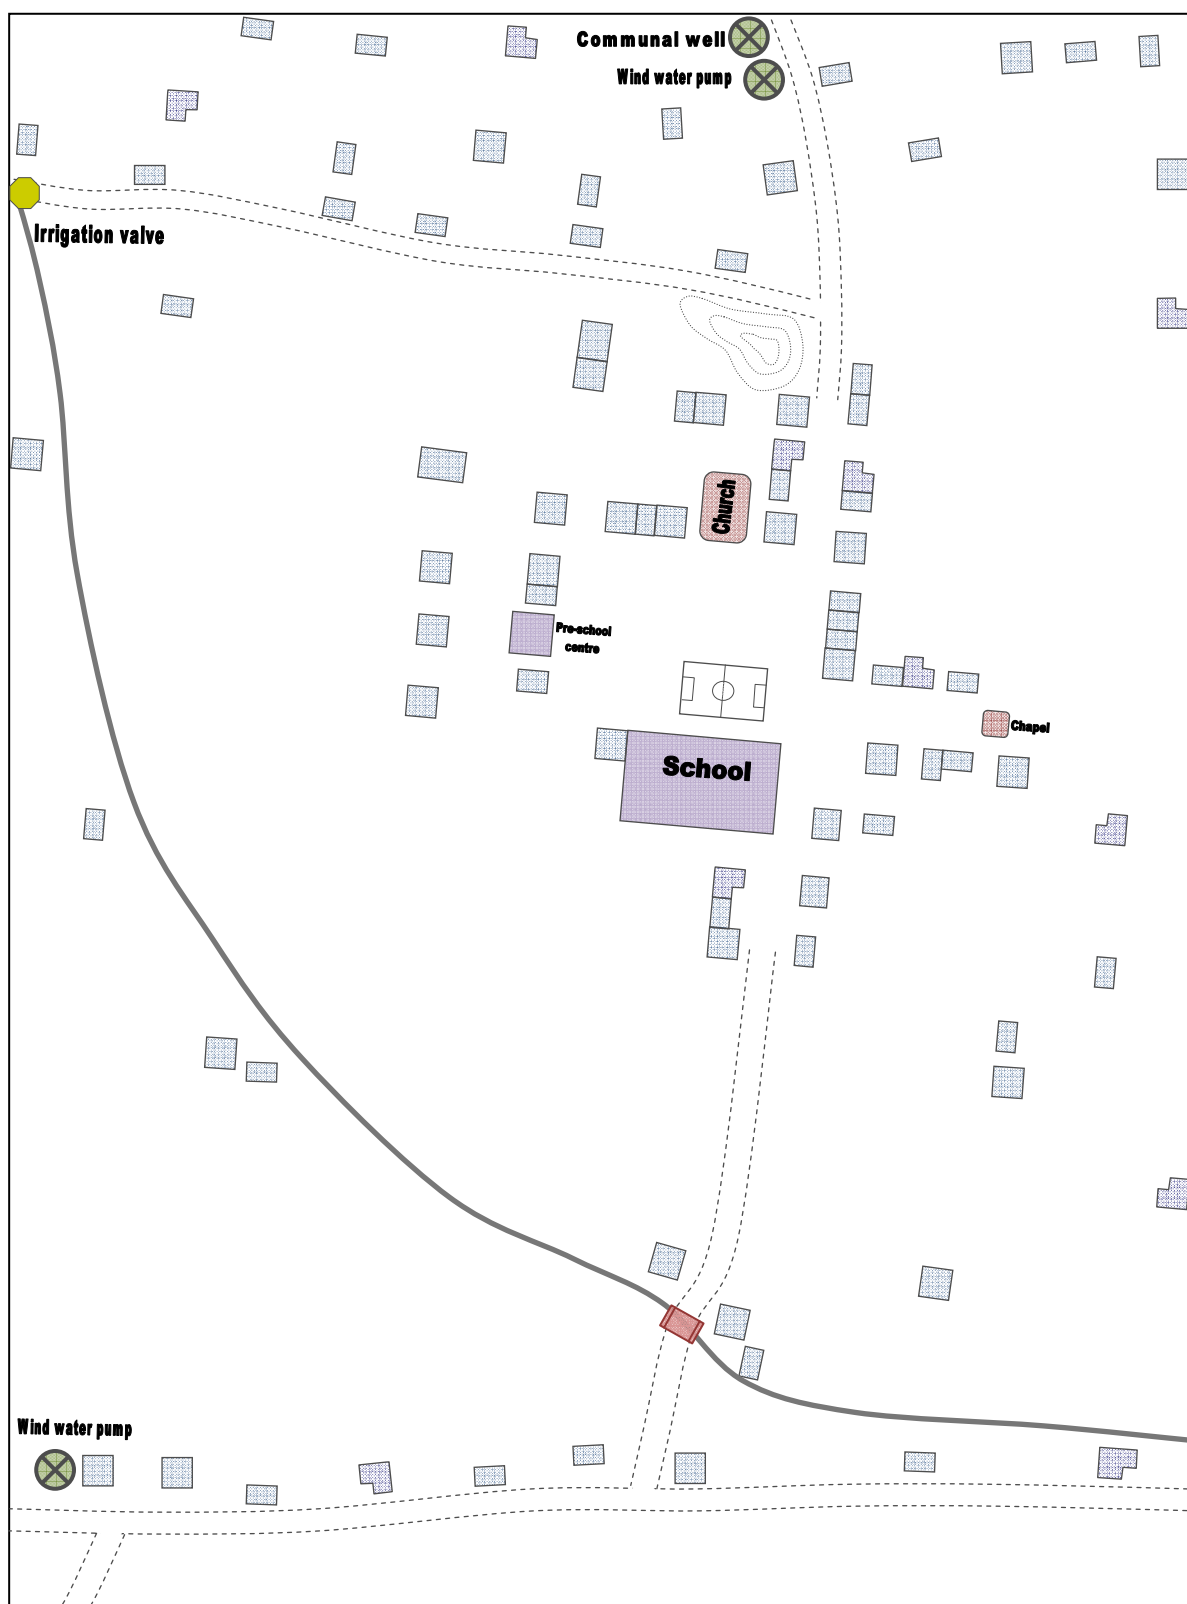 Communal well
Wind water pump
Irrigation valve
Church
Pre-school
centre
Chapel
School
Wind water pump